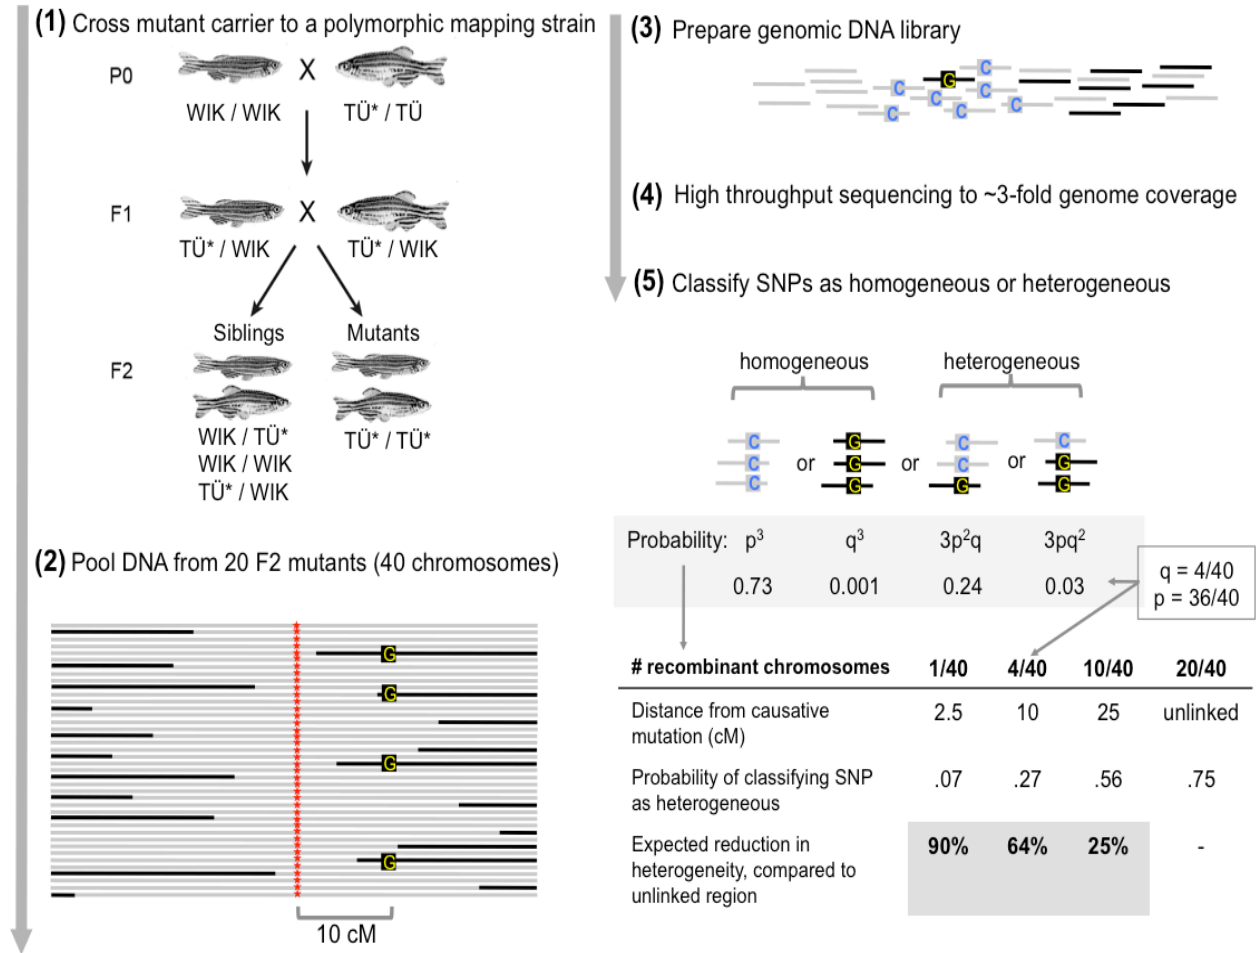 (1) Cross mutant carrier to a polymorphic mapping strain
P0
X
WIK / WIK
TÜ* / TÜ
F1
X
TÜ* / WIK
TÜ* / WIK
Siblings
Mutants
F2
WIK / TÜ*
WIK / WIK
TÜ* / WIK
TÜ* / TÜ*
(2) Pool DNA from 20 F2 mutants (40 chromosomes)
G
G
G
G
10 cM
(3) Prepare genomic DNA library
C
G
C
C
C
C
C
C
(4) High throughput sequencing to ~3-fold genome coverage
(5) Classify SNPs as homogeneous or heterogeneous
homogeneous
heterogeneous
C G C C
C or G or C or G
C G G G
Probability: p³ q³ 3p²q 3pq²
0.73 0.001 0.24 0.03
q = 4/40
p = 36/40
# recombinant chromosomes 1/40 4/40 10/40 20/40
Distance from causative 2.5 10 25 unlinked
mutation (cM)
Probability of classifying SNP .07 .27 .56 .75
as heterogeneous
Expected reduction in 90% 64% 25% -
heterogeneity, compared to
unlinked region